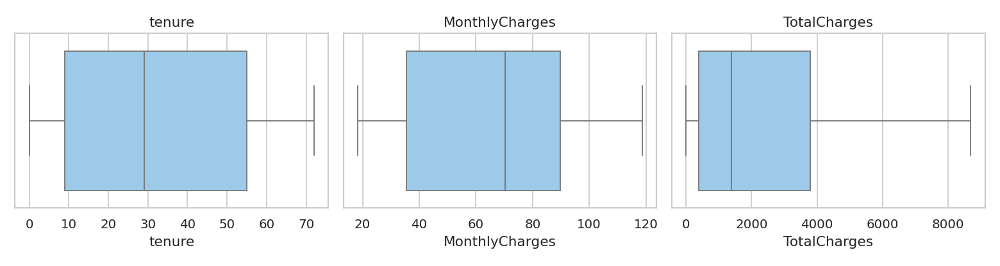 tenure
MonthlyCharges
TotalCharges
0 10 20 30 40 50 60 70
20 40 60 80 100 120
0 2000 4000 6000 8000
tenure
MonthlyCharges
TotalCharges